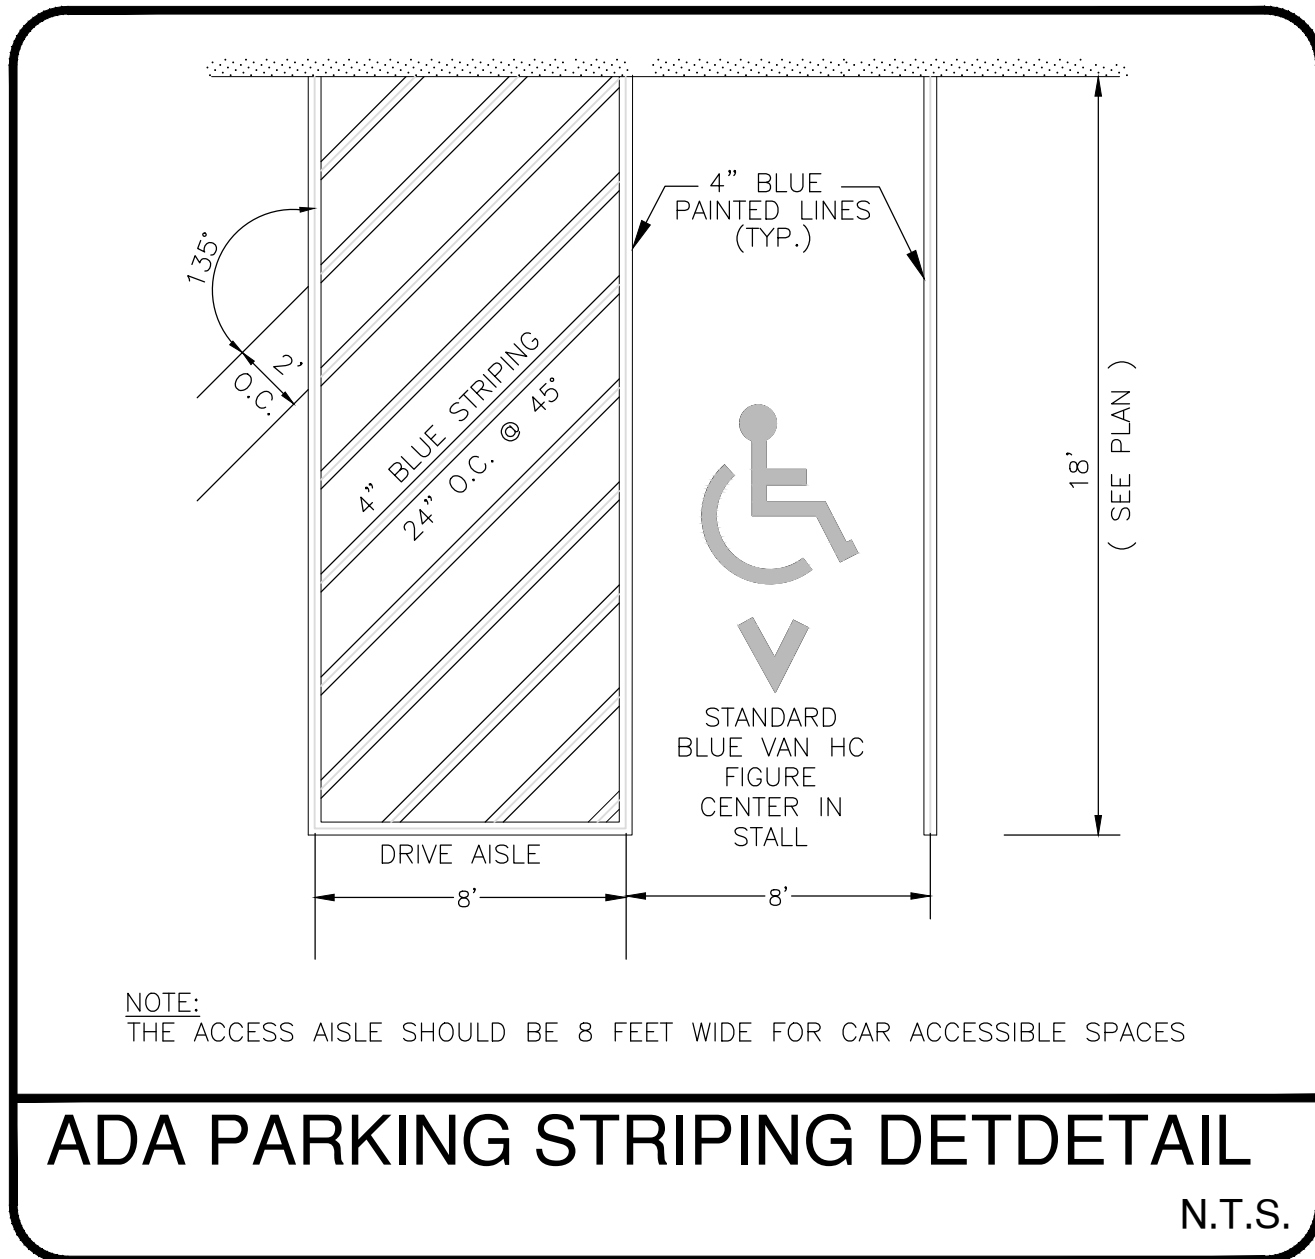 4” BLUE
PAINTED LINES
(TYP.)
135°
2'
O.C.
4” BLUE STRIPING
24” O.C. @ 45°
18'
( SEE PLAN )
STANDARD
BLUE VAN HC
FIGURE
CENTER IN
STALL
DRIVE AISLE
8'
8'
NOTE:
THE ACCESS AISLE SHOULD BE 8 FEET WIDE FOR CAR ACCESSIBLE SPACES
ADA PARKING STRIPING DETDETAIL
N.T.S.